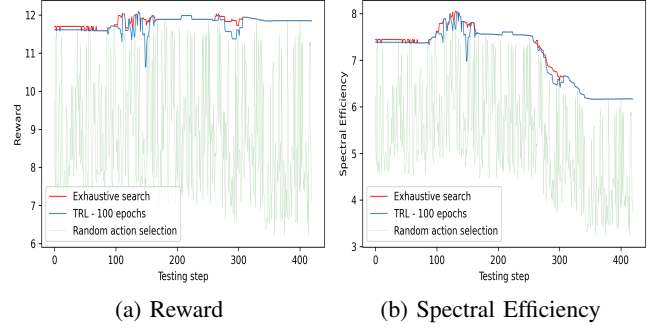 12
11
10
9
8
7
6
Reward
Exhaustive search
TRL - 100 epochs
Random action selection
0 100 200 300 400
Testing step
(a) Reward
8
7
6
5
4
3
Spectral Efficiency
Exhaustive search
TRL - 100 epochs
Random action selection
0 100 200 300 400
Testing step
(b) Spectral Efficiency